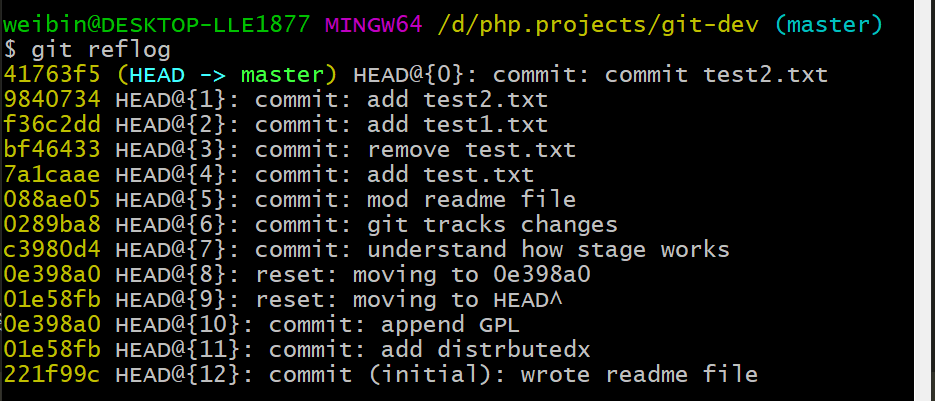 weibin@DESKTOP-LLE1877 MINGW64 /d/php.projects/git-dev (master)
$ git reflog
41763f5 (HEAD -> master) HEAD@{0}: commit: commit test2.txt
9840734 HEAD@{1}: commit: add test2.txt
f36c2dd HEAD@{2}: commit: add test1.txt
bf46433 HEAD@{3}: commit: remove test.txt
7a1caae HEAD@{4}: commit: add test.txt
088ae05 HEAD@{5}: commit: mod readme file
0289ba8 HEAD@{6}: commit: git tracks changes
c3980d4 HEAD@{7}: commit: understand how stage works
0e398a0 HEAD@{8}: reset: moving to 0e398a0
01e58fb HEAD@{9}: reset: moving to HEAD^
0e398a0 HEAD@{10}: commit: append GPL
01e58fb HEAD@{11}: commit: add distrbutedx
221f99c HEAD@{12}: commit (initial): wrote readme file